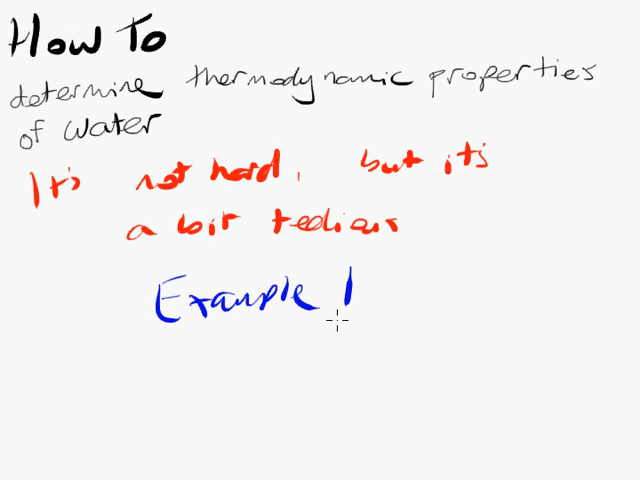 How To
determine thermodynamic properties
of water
It's not hard, but it's
a bit tedious
Example 1